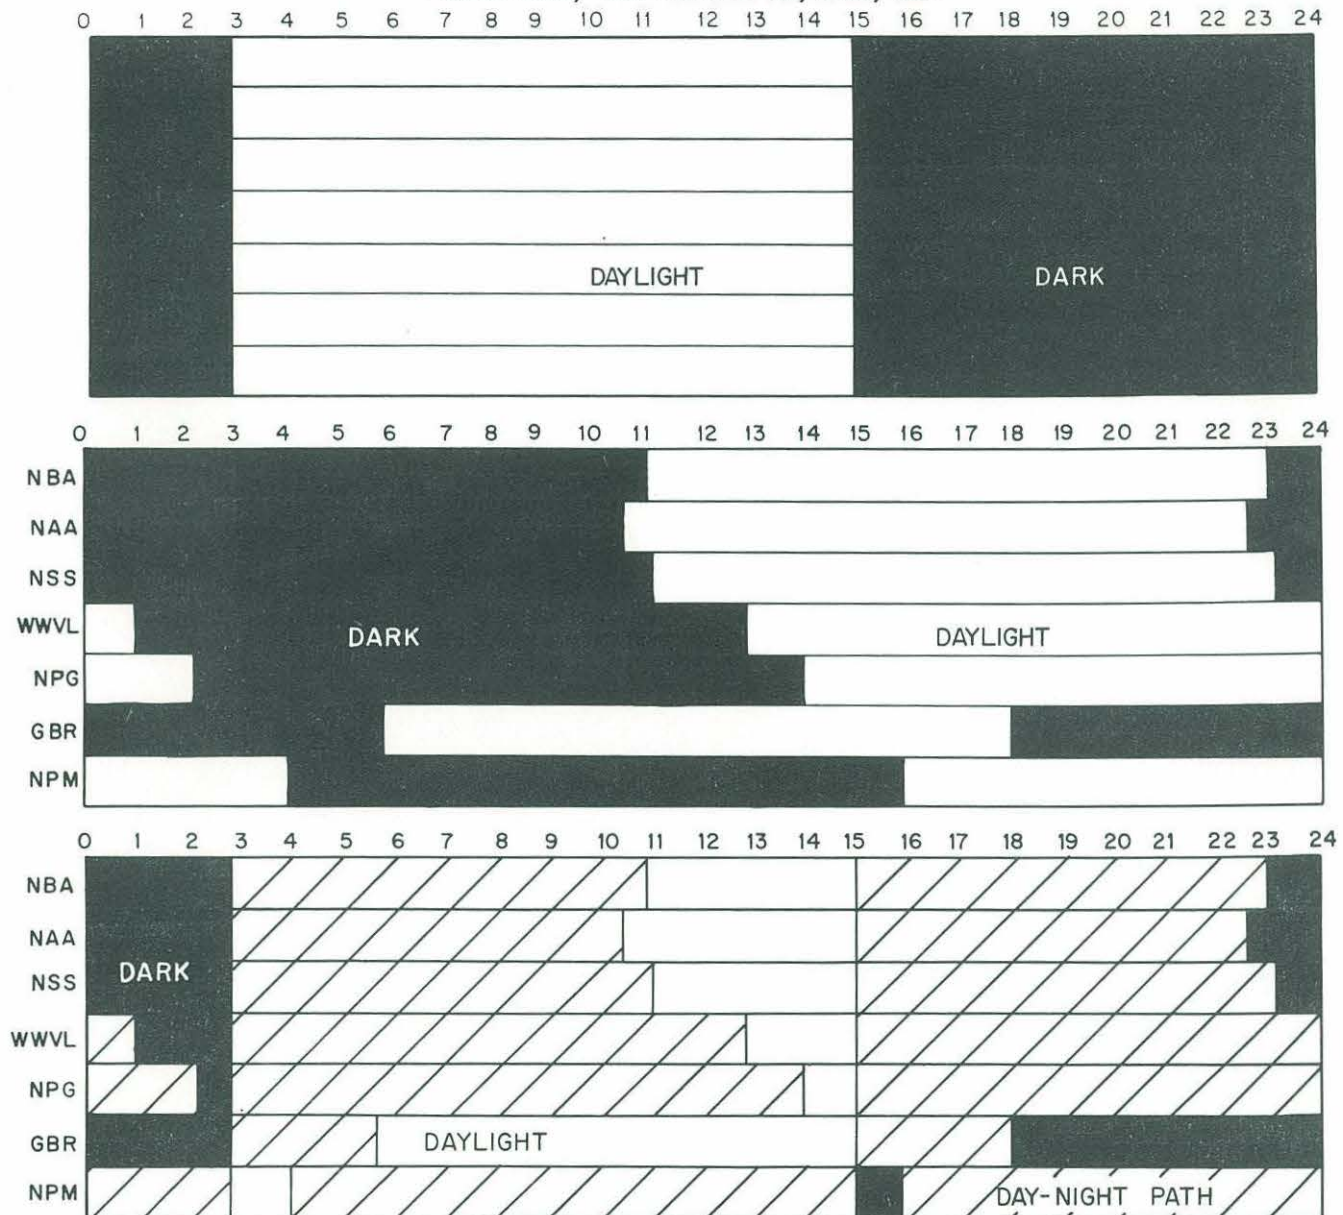 0 1 2 3 4 5 6 7 8 9 10 11 12 13 14 15 16 17 18 19 20 21 22 23 24
DAYLIGHT DARK
0 1 2 3 4 5 6 7 8 9 10 11 12 13 14 15 16 17 18 19 20 21 22 23 24
NBA
NAA
NSS
WWVL DARK DAYLIGHT
NPG
GBR
NPM
0 1 2 3 4 5 6 7 8 9 10 11 12 13 14 15 16 17 18 19 20 21 22 23 24
NBA
NAA
DARK
NSS
WWVL
NPG
GBR DAYLIGHT
NPM DAY-NIGHT PATH